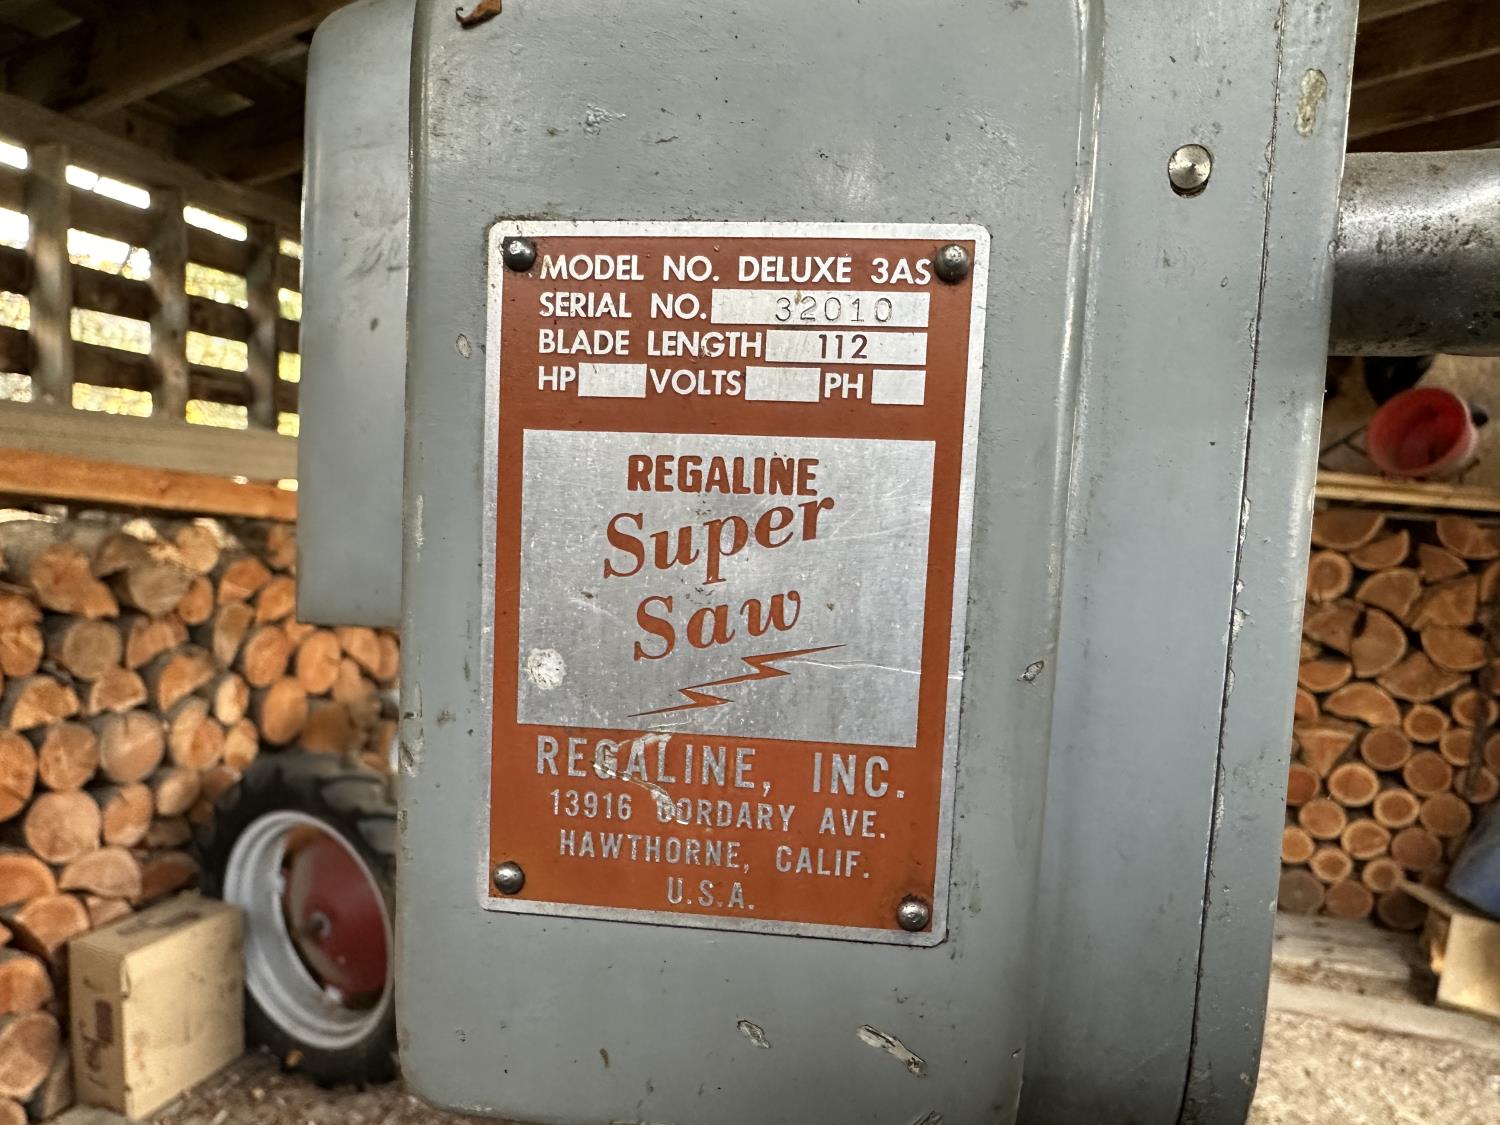 MODEL NO. DELUXE 3AS
SERIAL NO. 32010
BLADE LENGTH 112
HP VOLTS PH
REGALINE
Super
Saw
REGALINE, INC.
13916 CORDARY AVE.
HAWTHORNE, CALIF.
U.S.A.